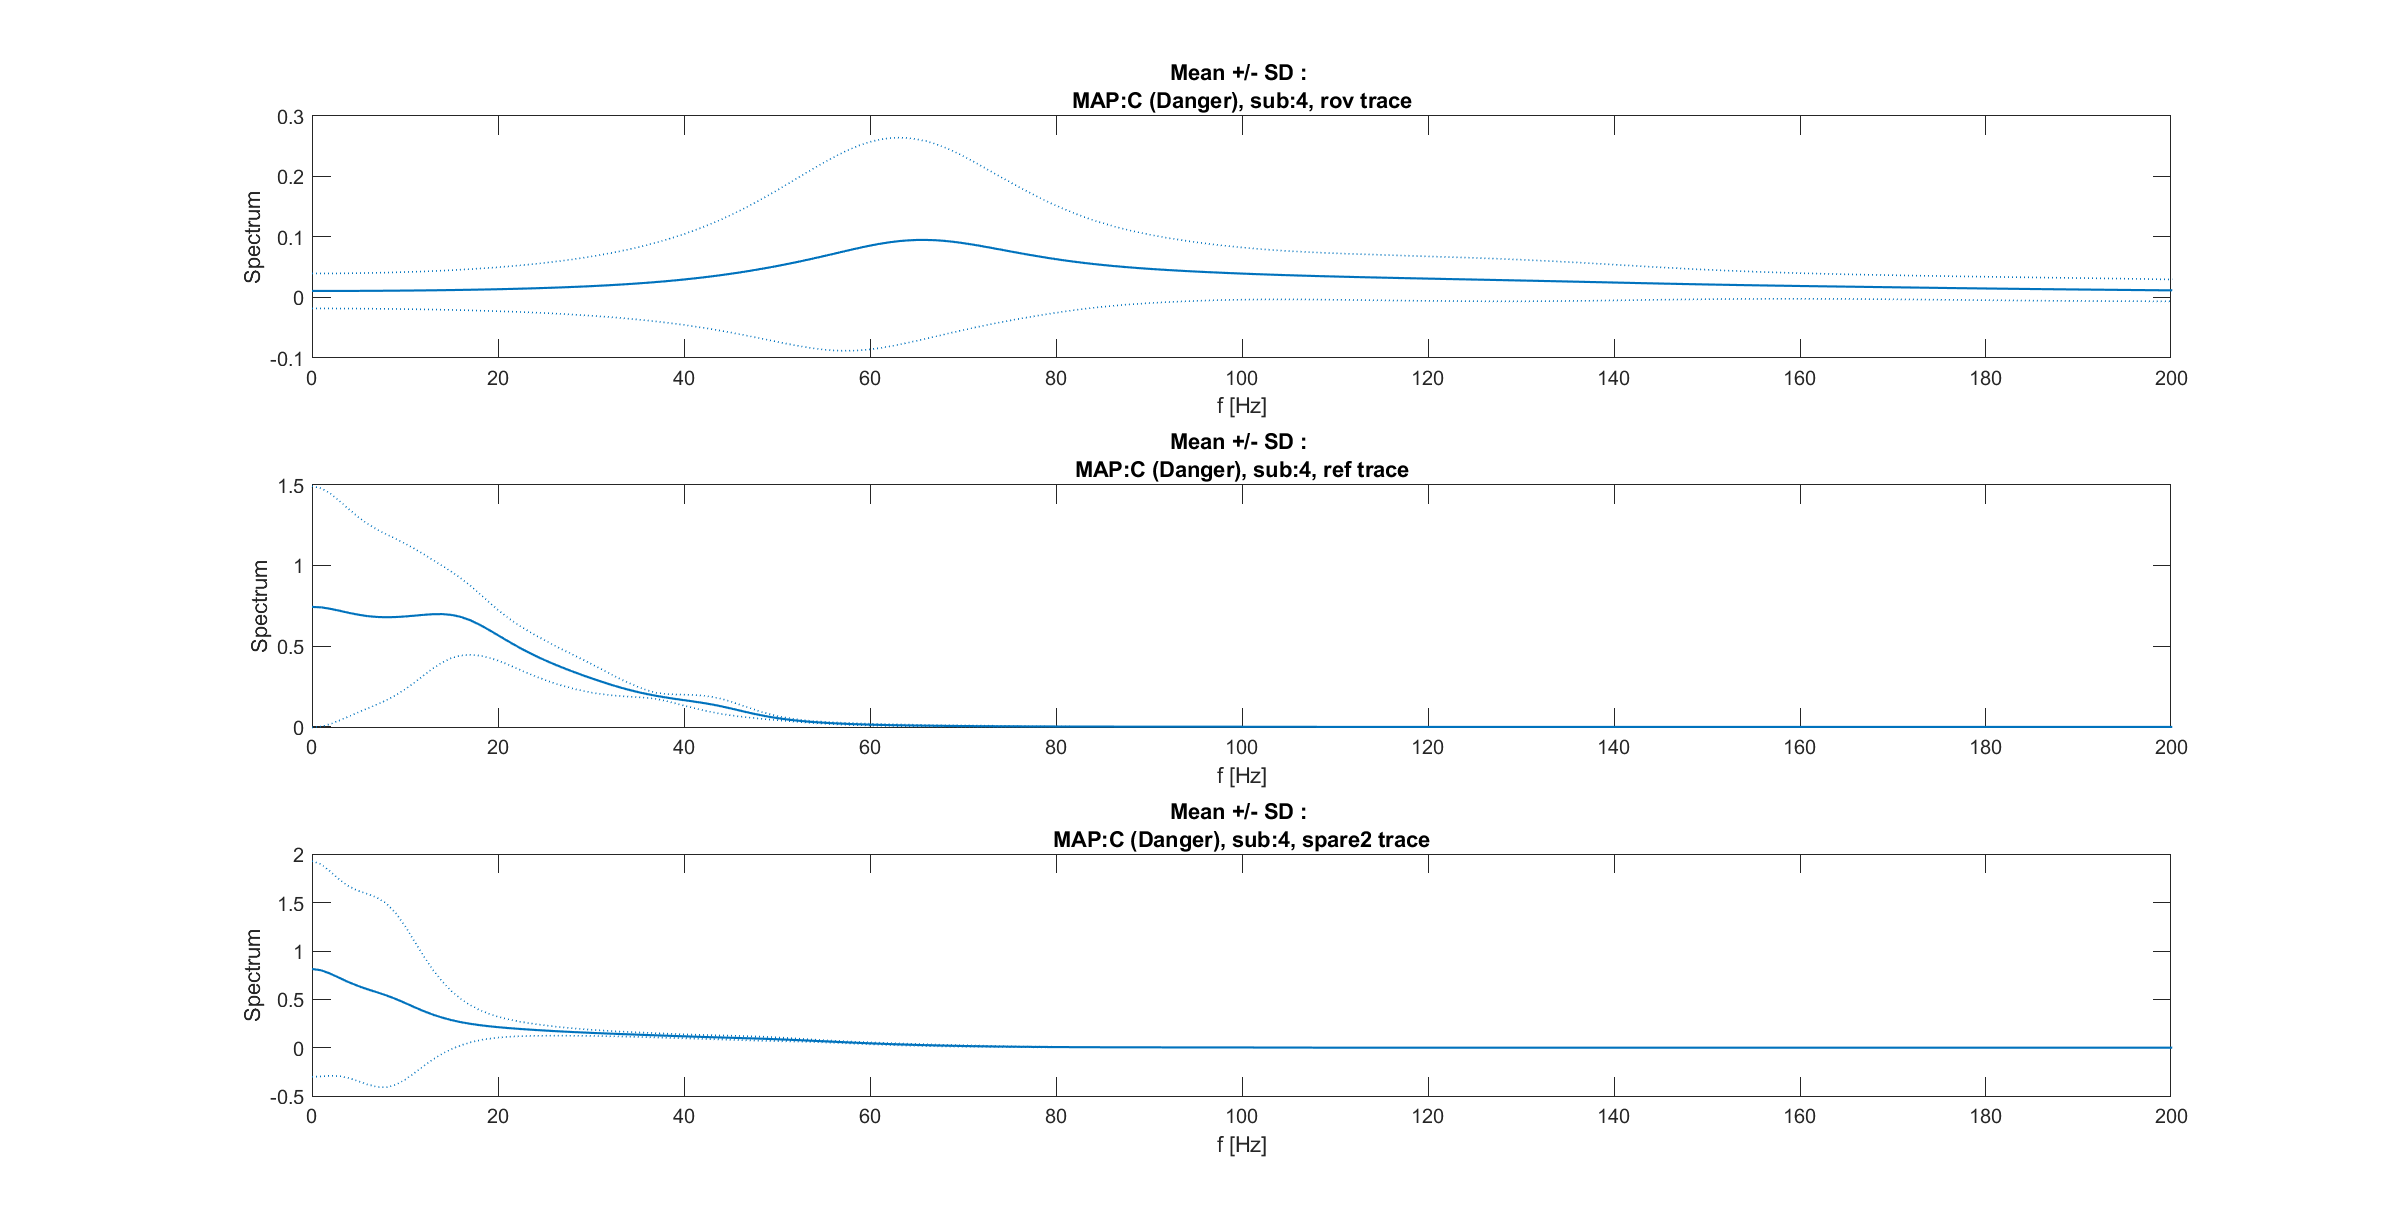 Mean +/- SD :
MAP:C (Danger), sub:4, rov trace
0.3
0.2
0.1
0
-0.1
Spectrum
0 20 40 60 80 100 120 140 160 180 200
f [Hz]
Mean +/- SD :
MAP:C (Danger), sub:4, ref trace
1.5
1
0.5
0
Spectrum
0 20 40 60 80 100 120 140 160 180 200
f [Hz]
Mean +/- SD :
MAP:C (Danger), sub:4, spare2 trace
2
1.5
1
0.5
0
-0.5
Spectrum
0 20 40 60 80 100 120 140 160 180 200
f [Hz]